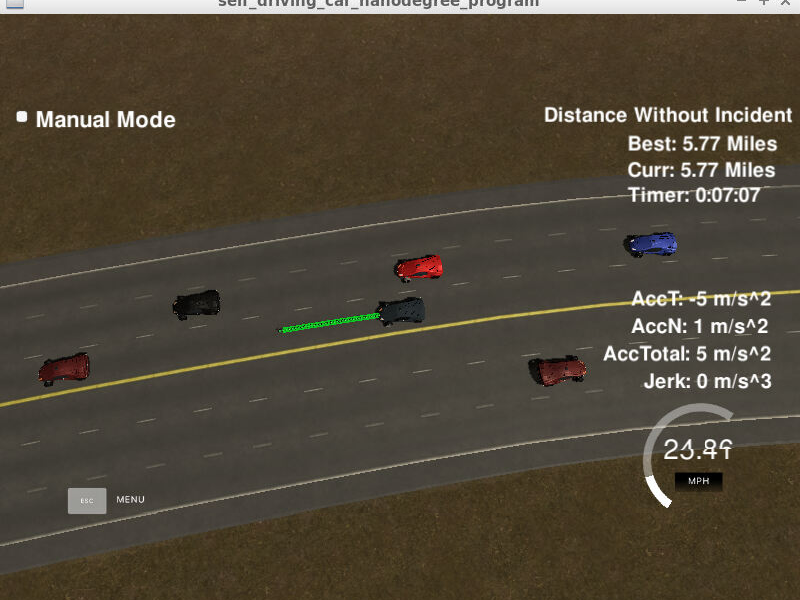 self_driving_car_nanodegree_program
Manual Mode
Distance Without Incident
Best: 5.77 Miles
Curr: 5.77 Miles
Timer: 0:07:07
AccT: -5 m/s^2
AccN: 1 m/s^2
AccTotal: 5 m/s^2
Jerk: 0 m/s^3
MPH
ESC
MENU